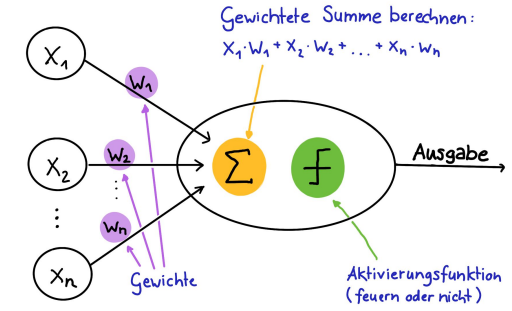 Gewichtete Summe berechnen:
X₁·W₁+X₂·W₂+...+Xₙ·Wₙ
X₁
W₁
X₂
W₂
⋮
Σ
Ausgabe
⋮
Wₙ
Xₙ
Gewichte
Aktivierungsfunktion
(feuern oder nicht)